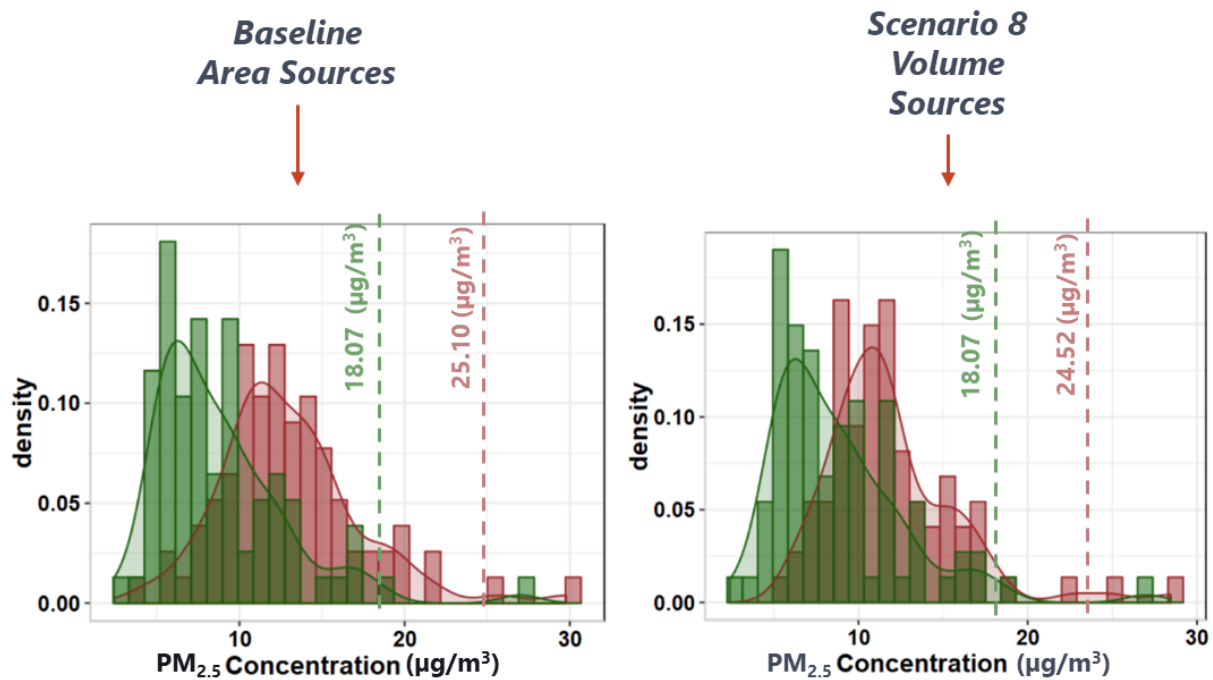 Baseline
Area Sources
Scenario 8
Volume
Sources
18.07 (µg/m³)
25.10 (µg/m³)
0.15
0.10
0.05
0.00
density
10
20
30
PM₂.₅ Concentration (µg/m³)
18.07 (µg/m³)
24.52 (µg/m³)
0.15
0.10
0.05
0.00
density
10
20
30
PM₂.₅ Concentration (µg/m³)